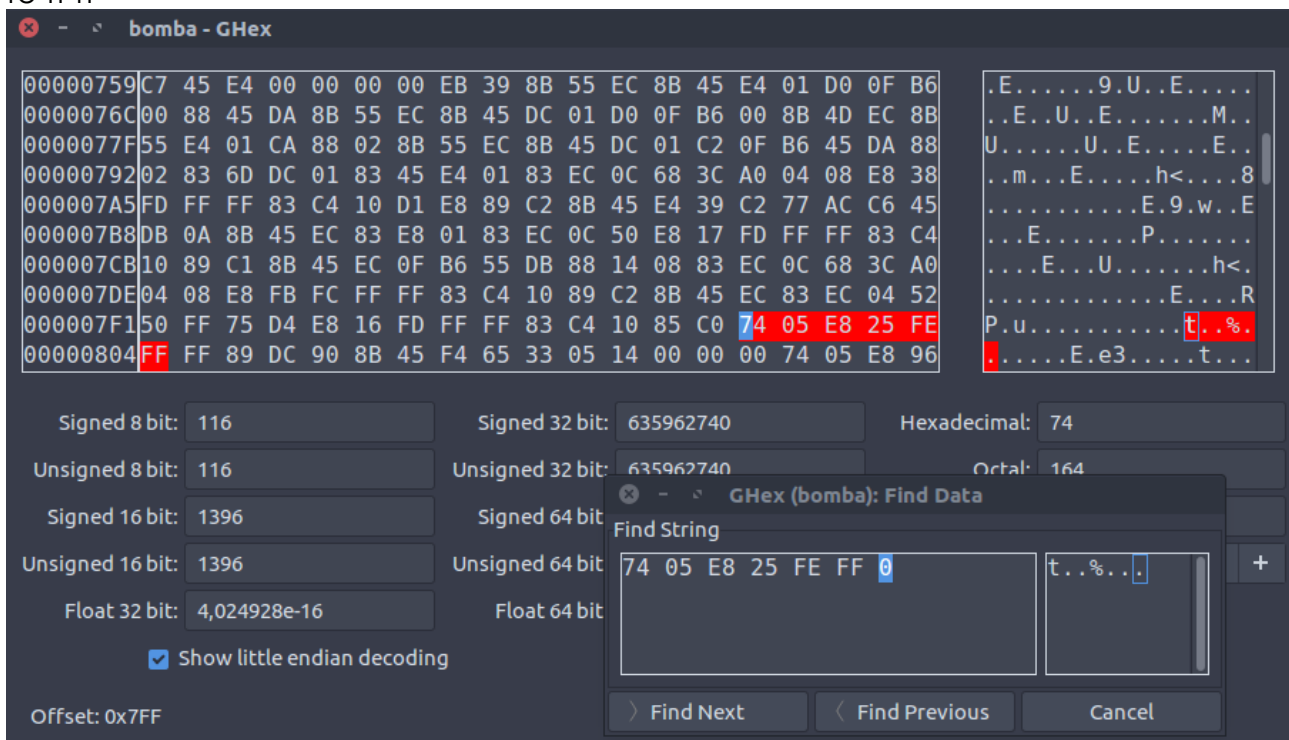 bomba - GHex
00000759 C7 45 E4 00 00 00 00 EB 39 8B 55 EC 8B 45 E4 01 D0 0F B6 .E......9.U..E.....
0000076C 00 88 45 DA 8B 55 EC 8B 45 DC 01 D0 0F B6 00 8B 4D EC 8B ..E..U..E.......M..
0000077F 55 E4 01 CA 88 02 8B 55 EC 8B 45 DC 01 C2 0F B6 45 DA 88 U......U..E.....E..
00000792 02 83 6D DC 01 83 45 E4 01 83 EC 0C 68 3C A0 04 08 E8 38 ..m...E.....h<....8
000007A5 FD FF FF 83 C4 10 D1 E8 89 C2 8B 45 E4 39 C2 77 AC C6 45 ...........E.9.w..E
000007B8 DB 0A 8B 45 EC 83 E8 01 83 EC 0C 50 E8 17 FD FF FF 83 C4 ...E.......P.......
000007CB 10 89 C1 8B 45 EC 0F B6 55 DB 88 14 08 83 EC 0C 68 3C A0 ....E...U.......h<.
000007DE 04 08 E8 FB FC FF FF 83 C4 10 89 C2 8B 45 EC 83 EC 04 52 .............E....R
000007F1 50 FF 75 D4 E8 16 FD FF FF 83 C4 10 85 C0 74 05 E8 25 FE P.u...........t..%.
00000804 FF FF 89 DC 90 8B 45 F4 65 33 05 14 00 00 00 74 05 E8 96 ......E.e3.....t...
Signed 8 bit: 116 Signed 32 bit: 635962740 Hexadecimal: 74
Unsigned 8 bit: 116 Unsigned 32 bit: 635962740 Octal: 164
Signed 16 bit: 1396 Signed 64 bit
Unsigned 16 bit: 1396 Unsigned 64 bit +
Float 32 bit: 4,024928e-16 Float 64 bit
Show little endian decoding
Offset: 0x7FF
GHex (bomba): Find Data
Find String
74 05 E8 25 FE FF 0 t..%...
Find Next Find Previous Cancel